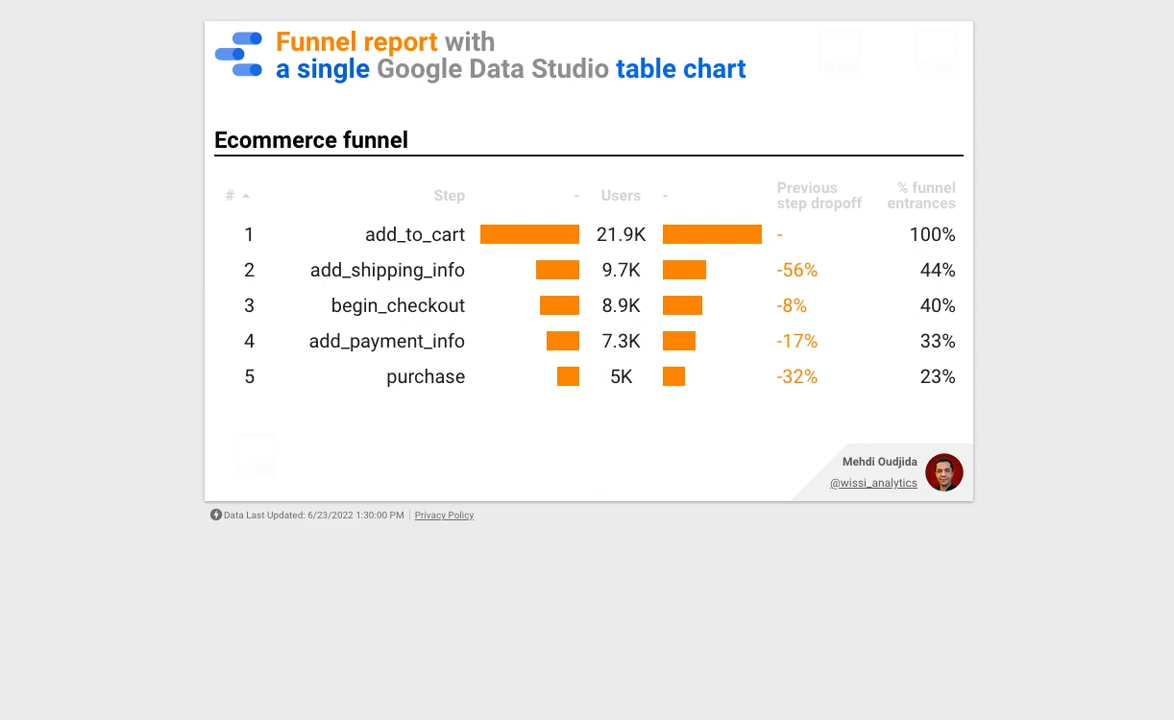 Funnel report with
a single Google Data Studio table chart
Ecommerce funnel
# Step - Users - Previous step dropoff % funnel entrances
1 add_to_cart 21.9K - 100%
2 add_shipping_info 9.7K -56% 44%
3 begin_checkout 8.9K -8% 40%
4 add_payment_info 7.3K -17% 33%
5 purchase 5K -32% 23%
Mehdi Oudjida
@wissi_analytics
Data Last Updated: 6/23/2022 1:30:00 PM | Privacy Policy